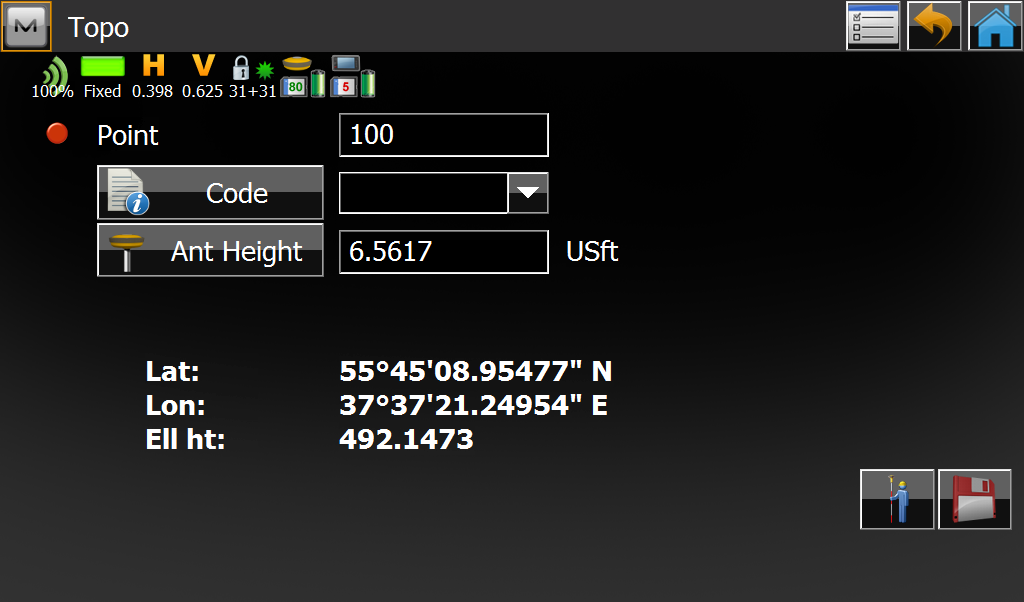 M Topo
H V 1 80 5
100% Fixed 0.398 0.625 31+31
Point 100
i Code
Ant Height 6.5617 USft
Lat: 55°45'08.95477" N
Lon: 37°37'21.24954" E
Ell ht: 492.1473